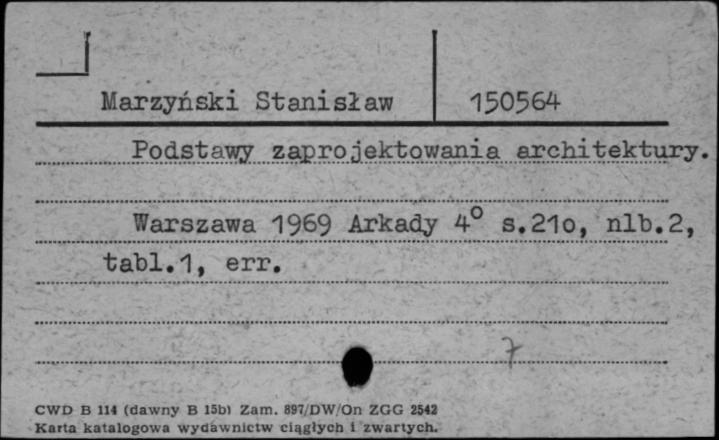 Marzyński Stanisław 150564
Podstawy zaprojektowania architektury.
Warszawa 1969 Arkady 4° s.21o, nlb.2,
tabl.1, err.
7
CWD B 114 (dawny B 15b) Zam. 897/DW/On ZGG 2542
Karta katalogowa wydawnictw ciągłych i zwartych.